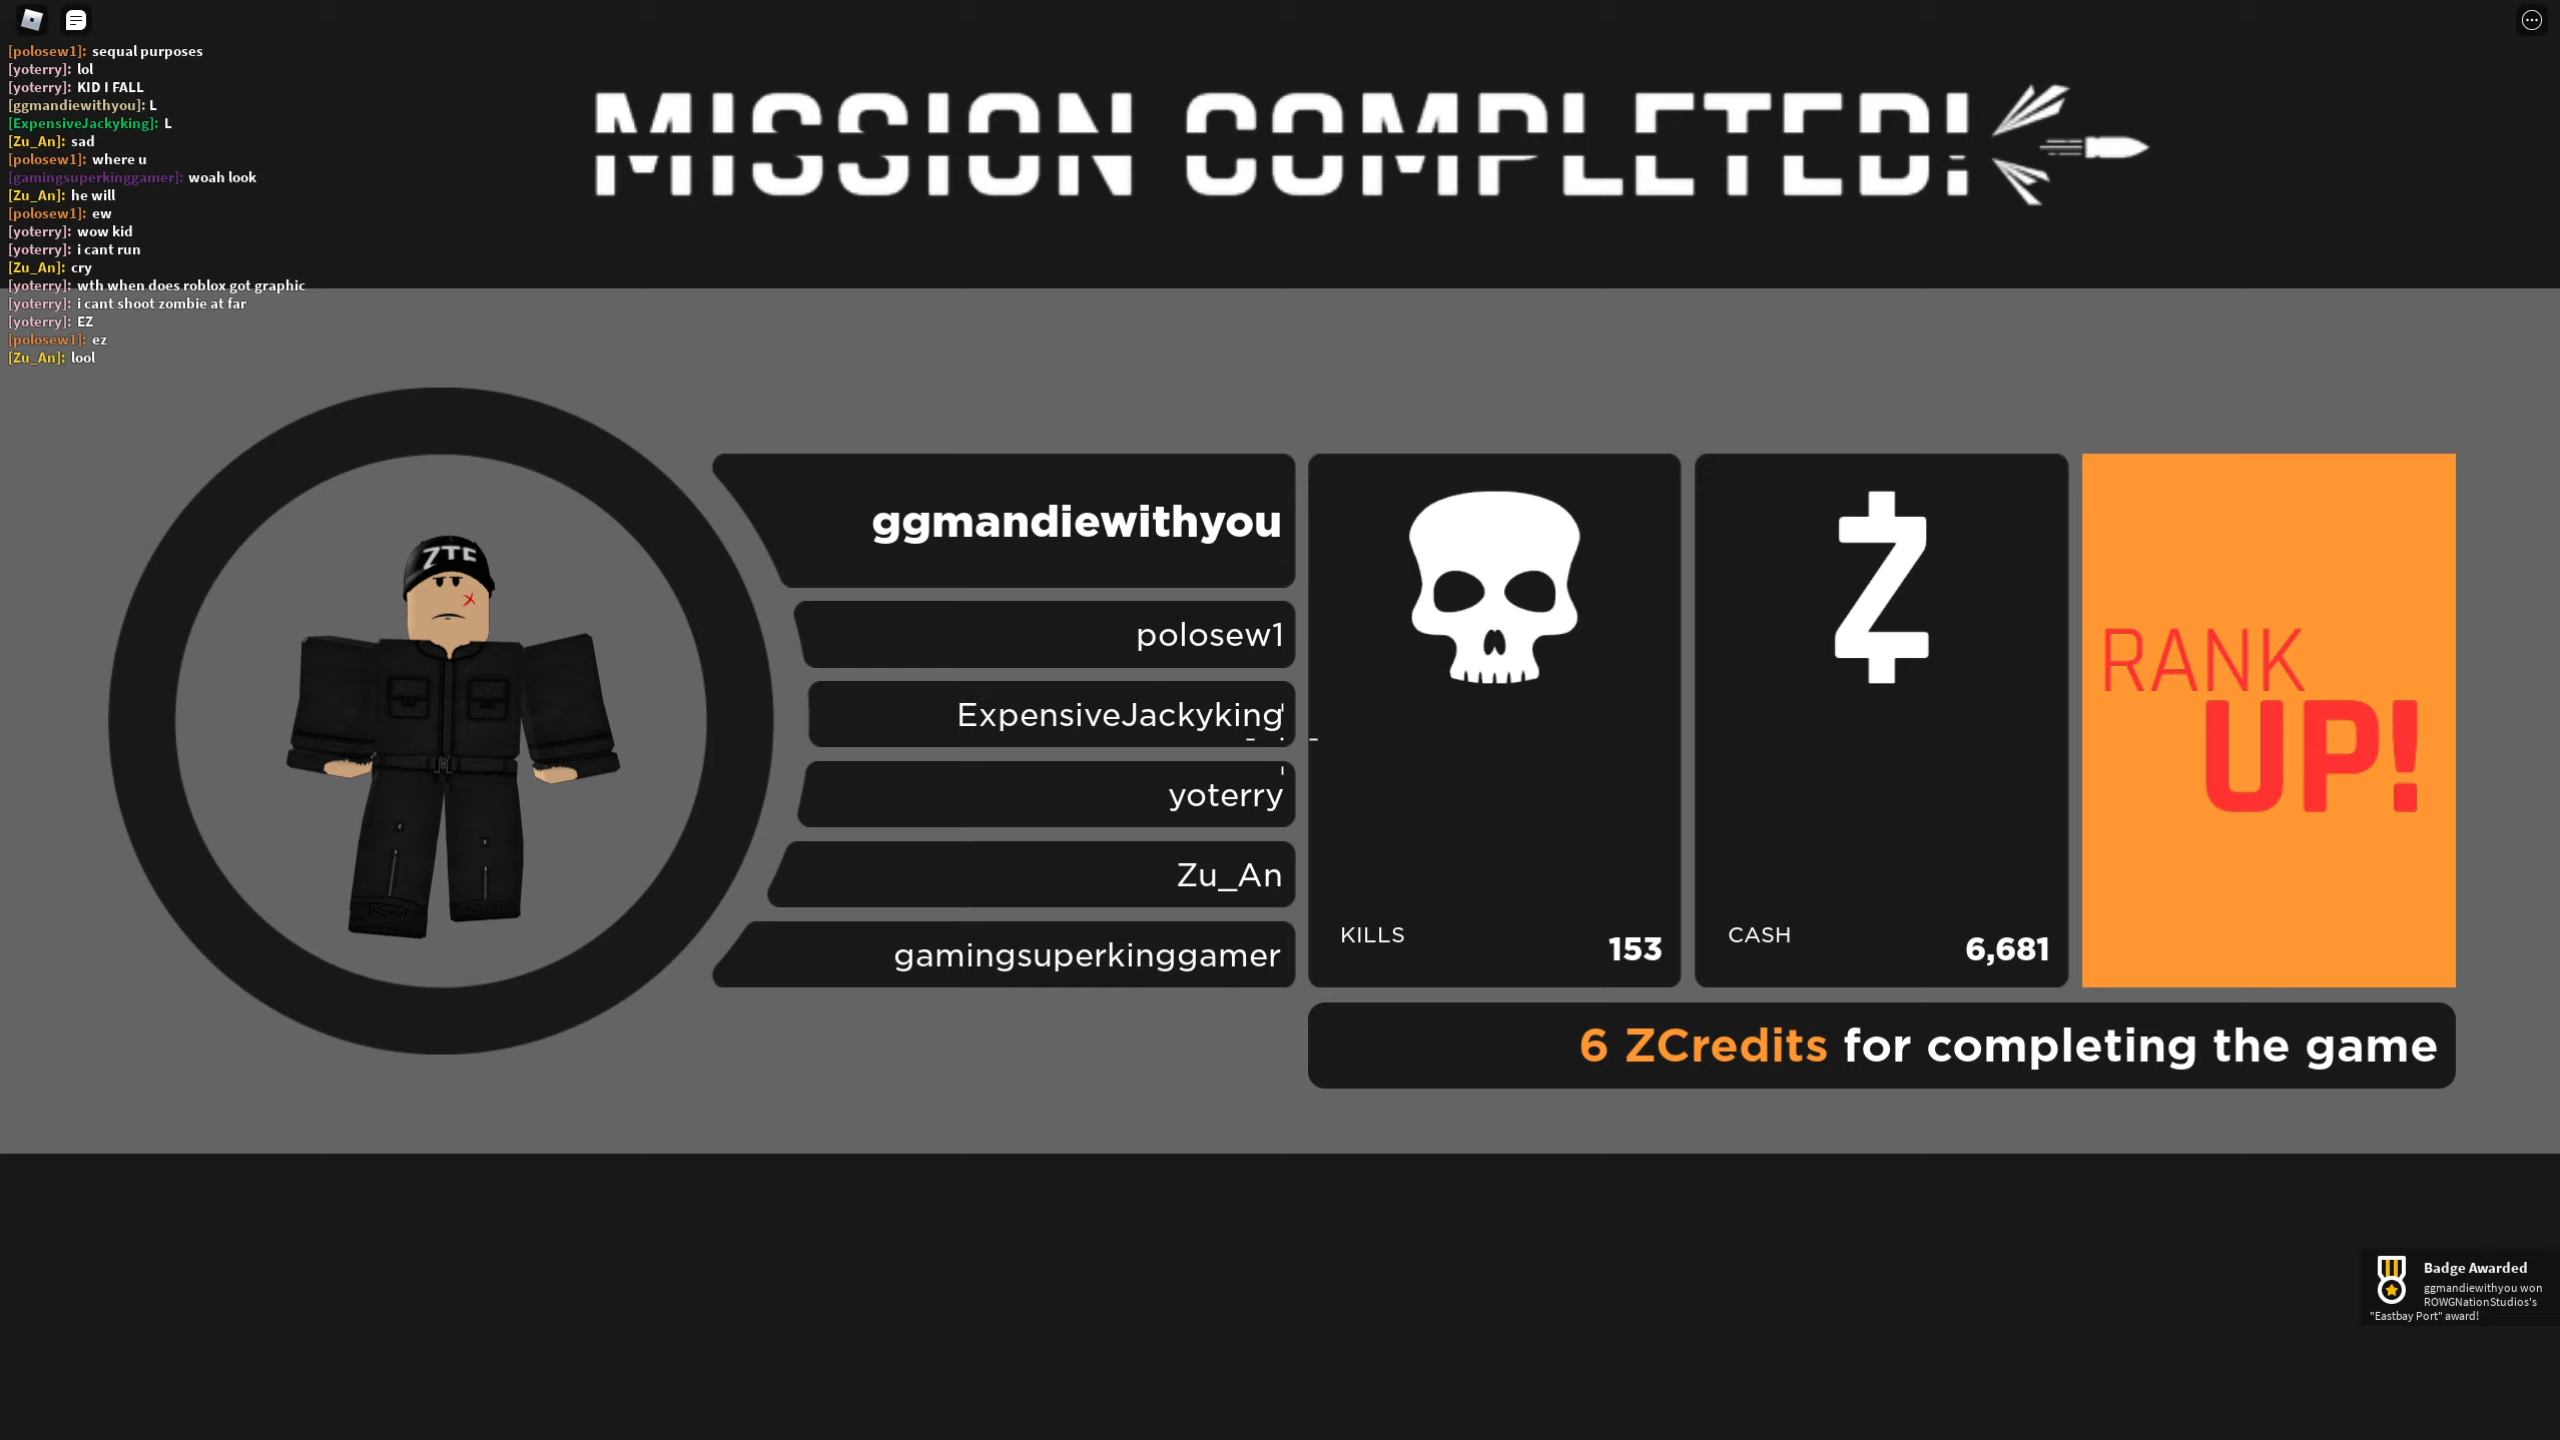 [polosew1]: sequal purposes
[yoterry]: lol
[yoterry]: KID I FALL
[ggmandiewithyou]: L
[ExpensiveJackyking]: L
[Zu_An]: sad
[polosew1]: where u
[gamingsuperkinggamer]: woah look
[Zu_An]: he will
[polosew1]: ew
[yoterry]: wow kid
[yoterry]: i cant run
[Zu_An]: cry
[yoterry]: wth when does roblox got graphic
[yoterry]: i cant shoot zombie at far
[yoterry]: EZ
[polosew1]: ez
[Zu_An]: lool
MISSION COMPLETED!
ZTC
ggmandiewithyou
polosew1
ExpensiveJackyking
yoterry
Zu_An
gamingsuperkinggamer
KILLS 153
CASH 6,681
RANK
UP!
6 ZCredits for completing the game
Badge Awarded
ggmandiewithyou won
ROWGNationStudios's
"Eastbay Port" award!